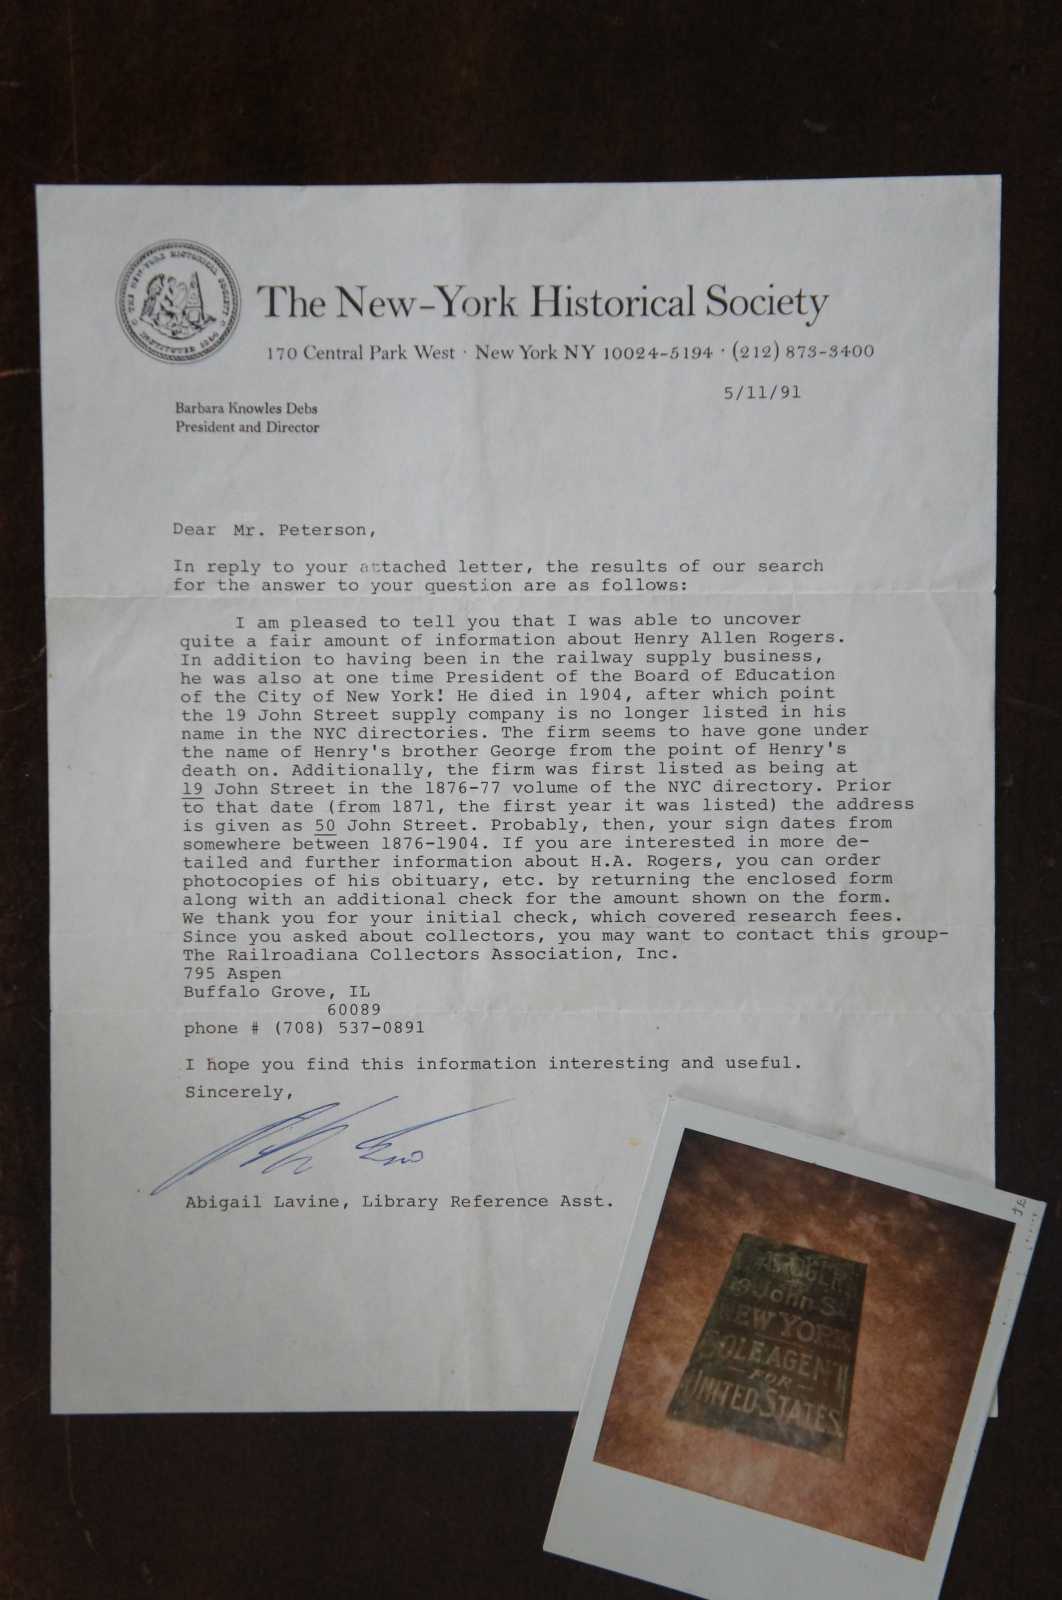 THE NEW-YORK HISTORICAL SOCIETY
The New-York Historical Society
170 Central Park West · New York NY 10024-5194 · (212) 873-3400
5/11/91
Barbara Knowles Debs
President and Director
Dear Mr. Peterson,
In reply to your attached letter, the results of our search
for the answer to your question are as follows:
I am pleased to tell you that I was able to uncover
quite a fair amount of information about Henry Allen Rogers.
In addition to having been in the railway supply business,
he was also at one time President of the Board of Education
of the City of New York! He died in 1904, after which point
the 19 John Street supply company is no longer listed in his
name in the NYC directories. The firm seems to have gone under
the name of Henry's brother George from the point of Henry's
death on. Additionally, the firm was first listed as being at
19 John Street in the 1876-77 volume of the NYC directory. Prior
to that date (from 1871, the first year it was listed) the address
is given as 50 John Street. Probably, then, your sign dates from
somewhere between 1876-1904. If you are interested in more de-
tailed and further information about H.A. Rogers, you can order
photocopies of his obituary, etc. by returning the enclosed form
along with an additional check for the amount shown on the form.
We thank you for your initial check, which covered research fees.
Since you asked about collectors, you may want to contact this group-
The Railroadiana Collectors Association, Inc.
795 Aspen
Buffalo Grove, IL
60089
phone # (708) 537-0891
I hope you find this information interesting and useful.
Sincerely,
Abigail Lavine, Library Reference Asst.
19 John St
NEW YORK
SOLE AGENT
FOR
UNITED STATES